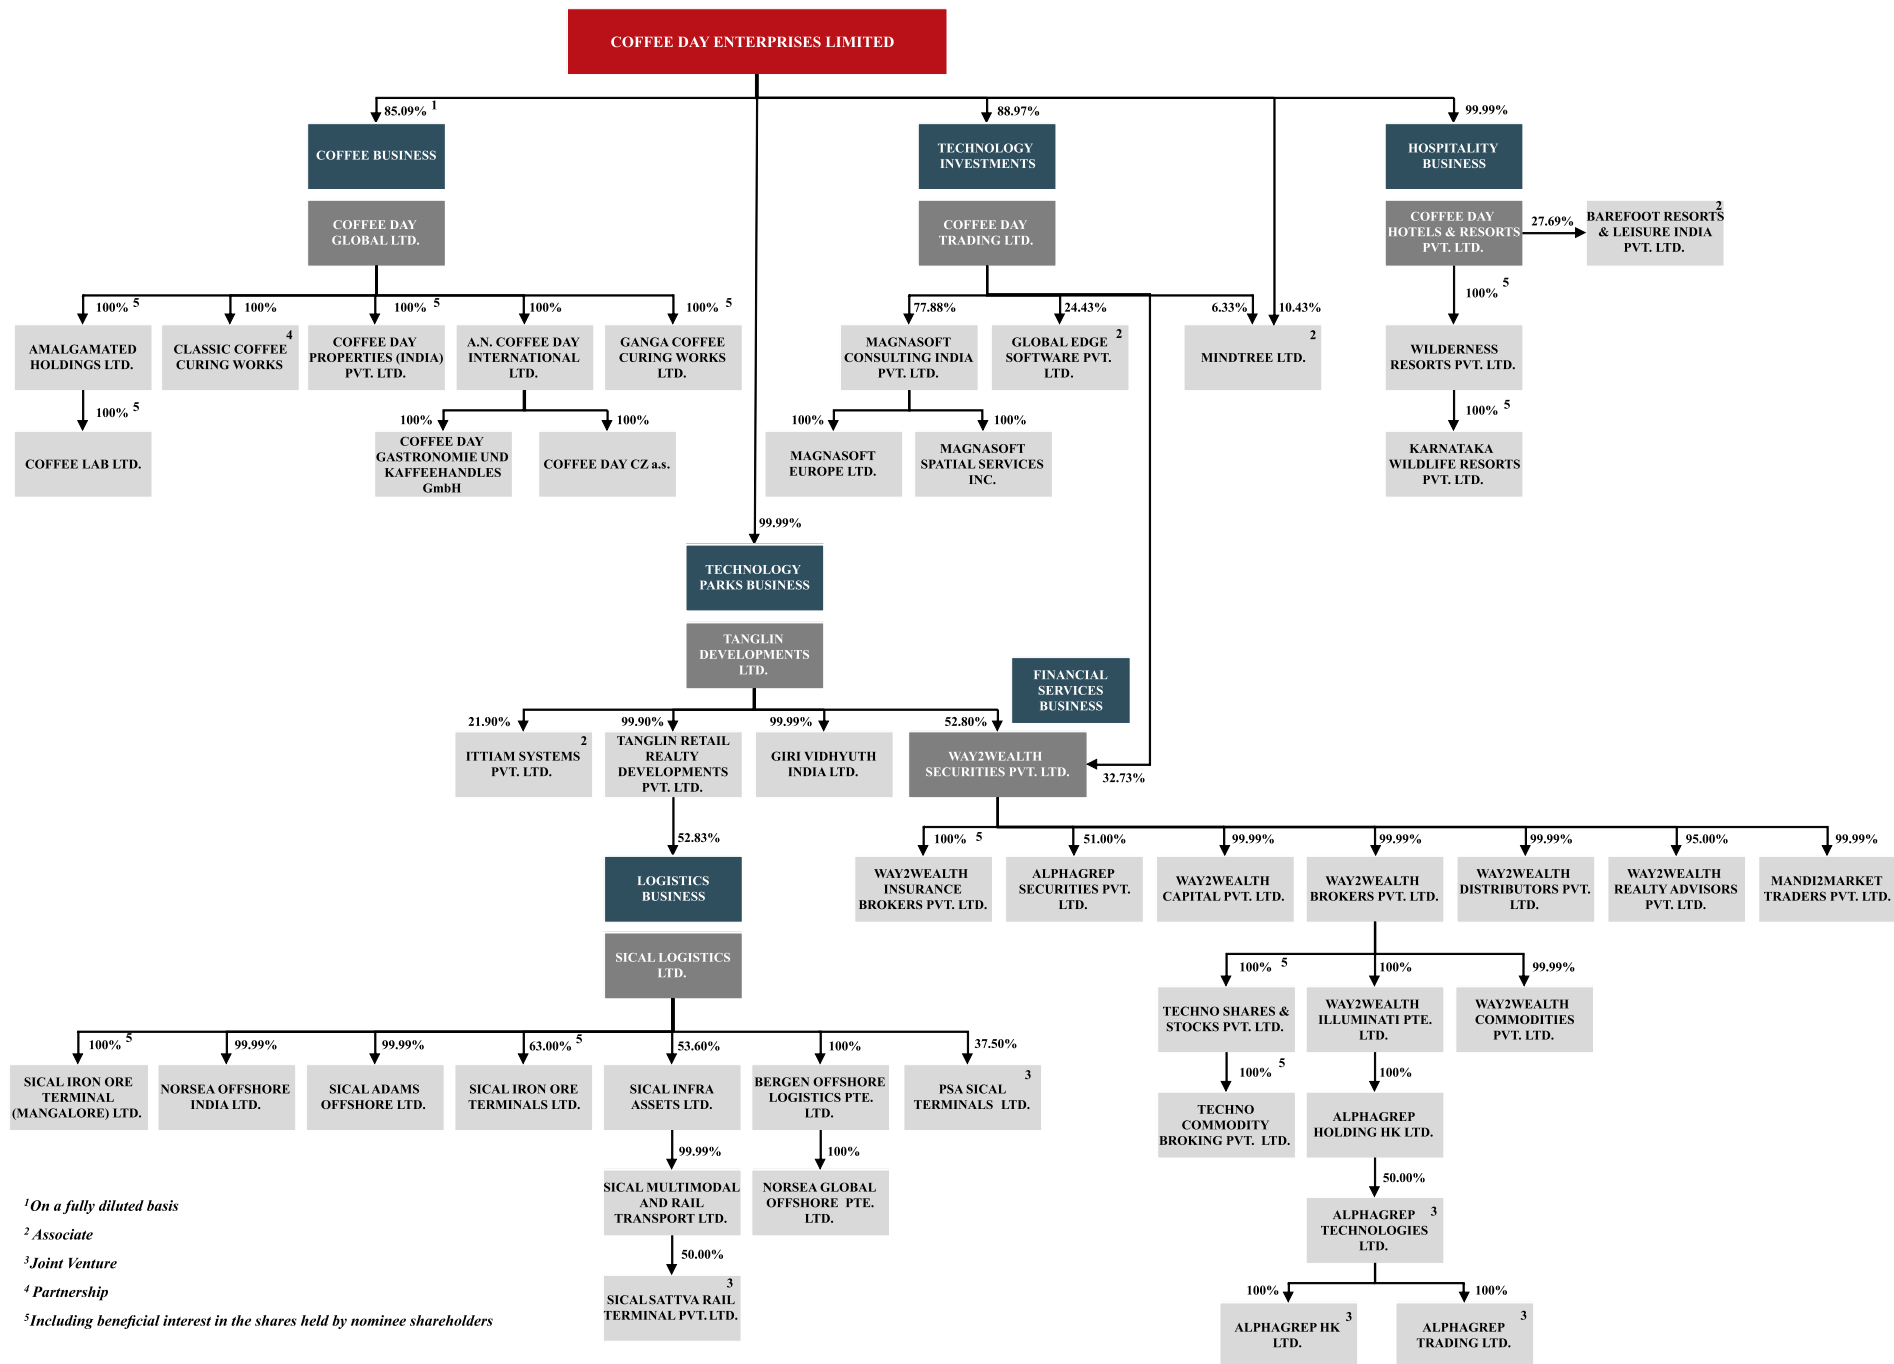 COFFEE DAY ENTERPRISES LIMITED
85.09% 1
88.97%
99.99%
COFFEE BUSINESS
TECHNOLOGY
INVESTMENTS
HOSPITALITY
BUSINESS
COFFEE DAY
GLOBAL LTD.
COFFEE DAY
TRADING LTD.
COFFEE DAY
HOTELS & RESORTS
PVT. LTD.
27.69%
2
BAREFOOT RESORTS
& LEISURE INDIA
PVT. LTD.
100% 5
100%
100% 5
100%
100% 5
77.88%
24.43%
6.33%
10.43%
100% 5
AMALGAMATED
HOLDINGS LTD.
4
CLASSIC COFFEE
CURING WORKS
COFFEE DAY
PROPERTIES (INDIA)
PVT. LTD.
A.N. COFFEE DAY
INTERNATIONAL
LTD.
GANGA COFFEE
CURING WORKS
LTD.
MAGNASOFT
CONSULTING INDIA
PVT. LTD.
2
GLOBAL EDGE
SOFTWARE PVT.
LTD.
2
MINDTREE LTD.
WILDERNESS
RESORTS PVT. LTD.
100% 5
100%
100%
100%
100%
100% 5
COFFEE LAB LTD.
COFFEE DAY
GASTRONOMIE UND
KAFFEEHANDLES
GmbH
COFFEE DAY CZ a.s.
MAGNASOFT
EUROPE LTD.
MAGNASOFT
SPATIAL SERVICES
INC.
KARNATAKA
WILDLIFE RESORTS
PVT. LTD.
99.99%
TECHNOLOGY
PARKS BUSINESS
TANGLIN
DEVELOPMENTS
LTD.
FINANCIAL
SERVICES
BUSINESS
21.90%
99.90%
99.99%
52.80%
2
ITTIAM SYSTEMS
PVT. LTD.
TANGLIN RETAIL
REALTY
DEVELOPMENTS
PVT. LTD.
GIRI VIDHYUTH
INDIA LTD.
WAY2WEALTH
SECURITIES PVT. LTD.
32.73%
52.83%
100% 5
51.00%
99.99%
99.99%
99.99%
95.00%
99.99%
LOGISTICS
BUSINESS
WAY2WEALTH
INSURANCE
BROKERS PVT. LTD.
ALPHAGREP
SECURITIES PVT.
LTD.
WAY2WEALTH
CAPITAL PVT. LTD.
WAY2WEALTH
BROKERS PVT. LTD.
WAY2WEALTH
DISTRIBUTORS PVT.
LTD.
WAY2WEALTH
REALTY ADVISORS
PVT. LTD.
MANDI2MARKET
TRADERS PVT. LTD.
SICAL LOGISTICS
LTD.
100% 5
100%
99.99%
TECHNO SHARES &
STOCKS PVT. LTD.
WAY2WEALTH
ILLUMINATI PTE.
LTD.
WAY2WEALTH
COMMODITIES
PVT. LTD.
100% 5
99.99%
99.99%
63.00% 5
53.60%
100%
37.50%
100% 5
100%
SICAL IRON ORE
TERMINAL
(MANGALORE) LTD.
NORSEA OFFSHORE
INDIA LTD.
SICAL ADAMS
OFFSHORE LTD.
SICAL IRON ORE
TERMINALS LTD.
SICAL INFRA
ASSETS LTD.
BERGEN OFFSHORE
LOGISTICS PTE.
LTD.
3
PSA SICAL
TERMINALS LTD.
TECHNO
COMMODITY
BROKING PVT. LTD.
ALPHAGREP
HOLDING HK LTD.
99.99%
100%
50.00%
SICAL MULTIMODAL
AND RAIL
TRANSPORT LTD.
NORSEA GLOBAL
OFFSHORE PTE.
LTD.
3
ALPHAGREP
TECHNOLOGIES
LTD.
50.00%
100%
100%
3
SICAL SATTVA RAIL
TERMINAL PVT. LTD.
3
ALPHAGREP HK
LTD.
3
ALPHAGREP
TRADING LTD.
1 On a fully diluted basis
2 Associate
3 Joint Venture
4 Partnership
5 Including beneficial interest in the shares held by nominee shareholders